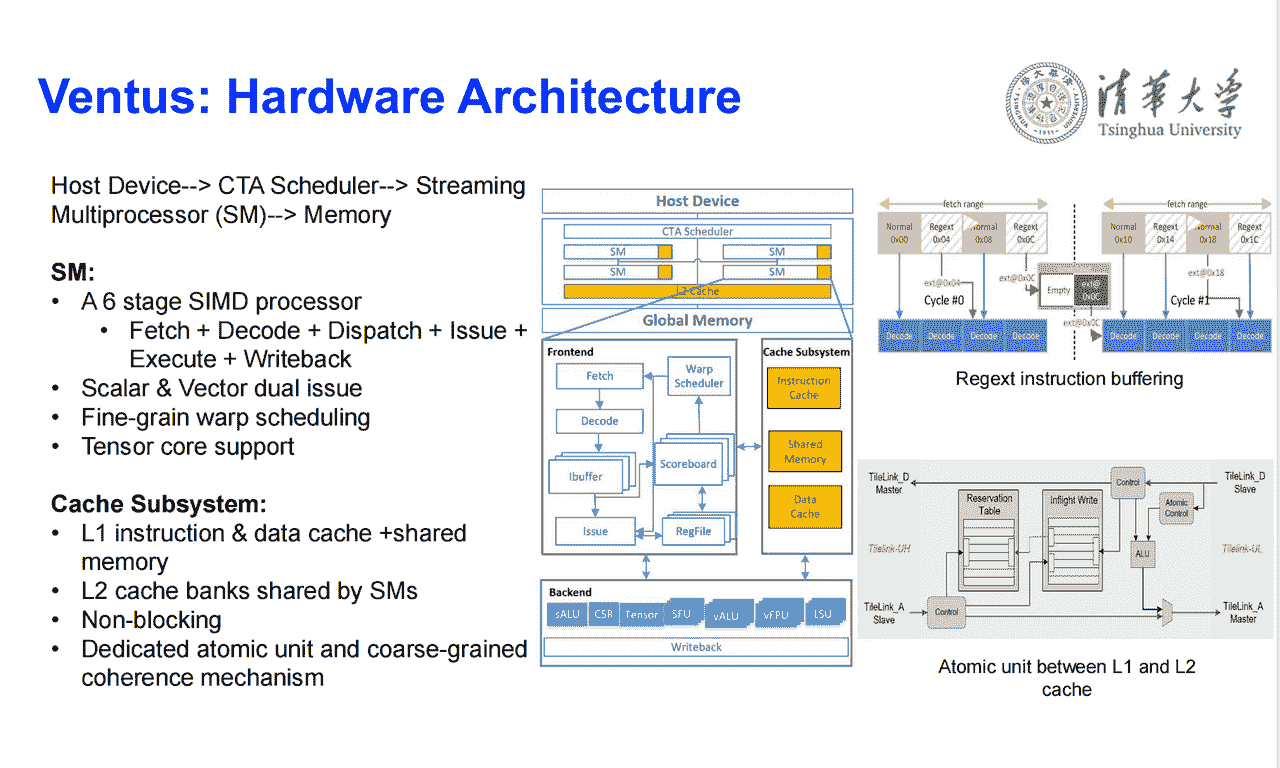 Ventus: Hardware Architecture
清華大学
Tsinghua University
TSINGHUA UNIVERSITY
1911
Host Device--> CTA Scheduler--> Streaming
Multiprocessor (SM)--> Memory
SM:
• A 6 stage SIMD processor
• Fetch + Decode + Dispatch + Issue +
Execute + Writeback
• Scalar & Vector dual issue
• Fine-grain warp scheduling
• Tensor core support
Cache Subsystem:
• L1 instruction & data cache +shared
memory
• L2 cache banks shared by SMs
• Non-blocking
• Dedicated atomic unit and coarse-grained
coherence mechanism
Host Device
CTA Scheduler
SM SM
SM SM
L2 Cache
Global Memory
Frontend
Fetch
Warp
Scheduler
Decode
Ibuffer
Scoreboard
Issue
RegFile
Cache Subsystem
Instruction
Cache
Shared
Memory
Data
Cache
Backend
sALU CSR Tensor SFU vALU vFPU LSU
Writeback
fetch range fetch range
Normal Regext Normal Regext Normal Regext Normal Regext
0x00 0x04 0x08 0x0C 0x10 0x14 0x18 0x1C
ext@0x04 ext@0x0C ext@0x18
Empty ext@
0x0C
Cycle #0 Cycle #1
ext@0x0C
Decode Decode Decode Decode Decode Decode Decode Decode
Regext instruction buffering
TileLink_D
Master
TileLink_D
Slave
Control
Reservation
Table
Inflight Write
Atomic
Control
Tilelink-UH
ALU
Tilelink-UL
TileLink_A
Slave
Control
TileLink_A
Master
Atomic unit between L1 and L2
cache